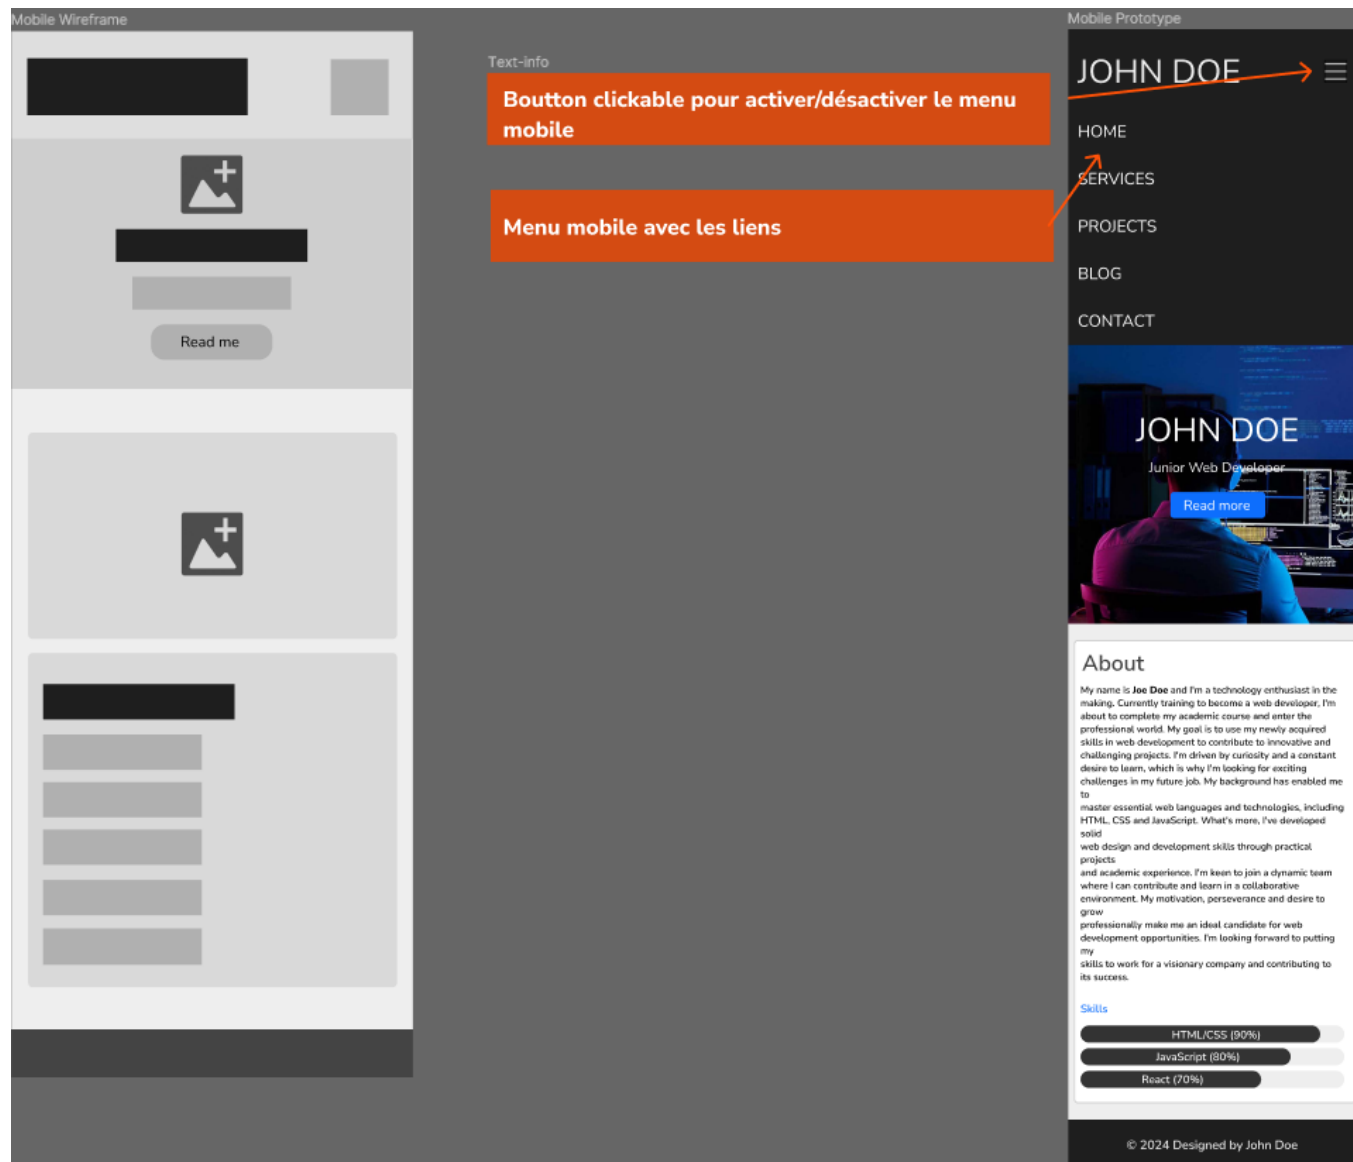 Mobile Wireframe
Read me
Text-info
Boutton clickable pour activer/désactiver le menu
mobile
Menu mobile avec les liens
Mobile Prototype
JOHN DOE
HOME
SERVICES
PROJECTS
BLOG
CONTACT
JOHN DOE
Junior Web Developer
Read more
About
My name is Joe Doe and I'm a technology enthusiast in the
making. Currently training to become a web developer, I'm
about to complete my academic course and enter the
professional world. My goal is to use my newly acquired
skills in web development to contribute to innovative and
challenging projects. I'm driven by curiosity and a constant
desire to learn, which is why I'm looking for exciting
challenges in my future job. My background has enabled me
to
master essential web languages and technologies, including
HTML, CSS and JavaScript. What's more, I've developed
solid
web design and development skills through practical
projects
and academic experience. I'm keen to join a dynamic team
where I can contribute and learn in a collaborative
environment. My motivation, perseverance and desire to
grow
professionally make me an ideal candidate for web
development opportunities. I'm looking forward to putting
my
skills to work for a visionary company and contributing to
its success.
Skills
HTML/CSS (90%)
JavaScript (80%)
React (70%)
© 2024 Designed by John Doe